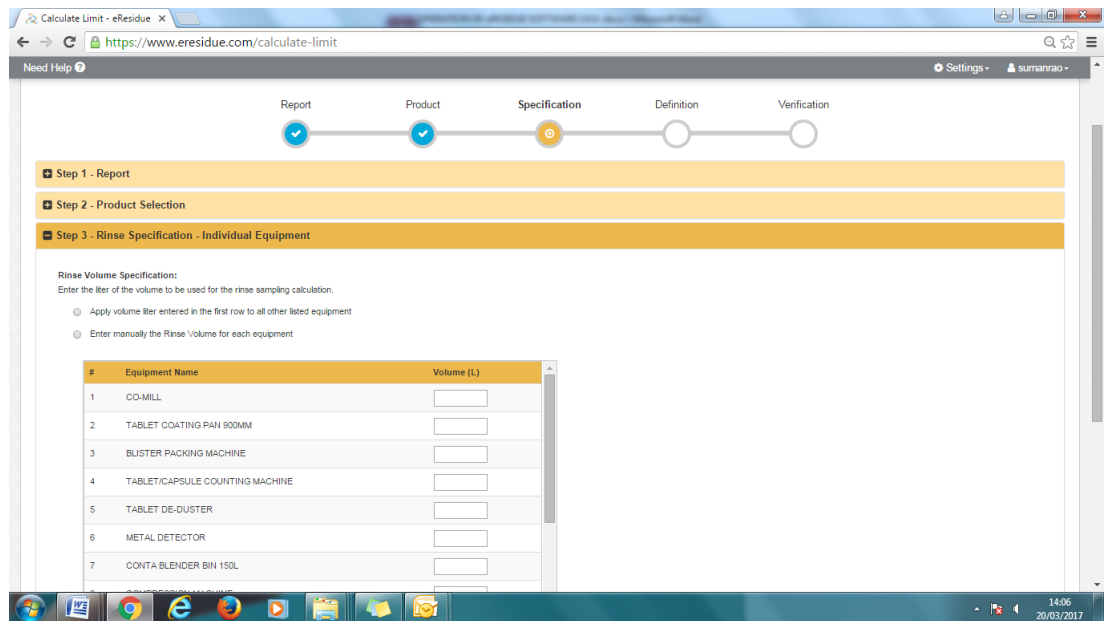 Calculate Limit - eResidue
https://www.eresidue.com/calculate-limit
Need Help
Settings
sumanrao
Report Product Specification Definition Verification
Step 1 - Report
Step 2 - Product Selection
Step 3 - Rinse Specification - Individual Equipment
Rinse Volume Specification:
Enter the liter of the volume to be used for the rinse sampling calculation.
Apply volume liter entered in the first row to all other listed equipment
Enter manually the Rinse Volume for each equipment
# Equipment Name Volume (L)
1 CO-MILL
2 TABLET COATING PAN 900MM
3 BLISTER PACKING MACHINE
4 TABLET/CAPSULE COUNTING MACHINE
5 TABLET DE-DUSTER
6 METAL DETECTOR
7 CONTA BLENDER BIN 150L
8 COMPRESSION MACHINE
14:06
20/03/2017